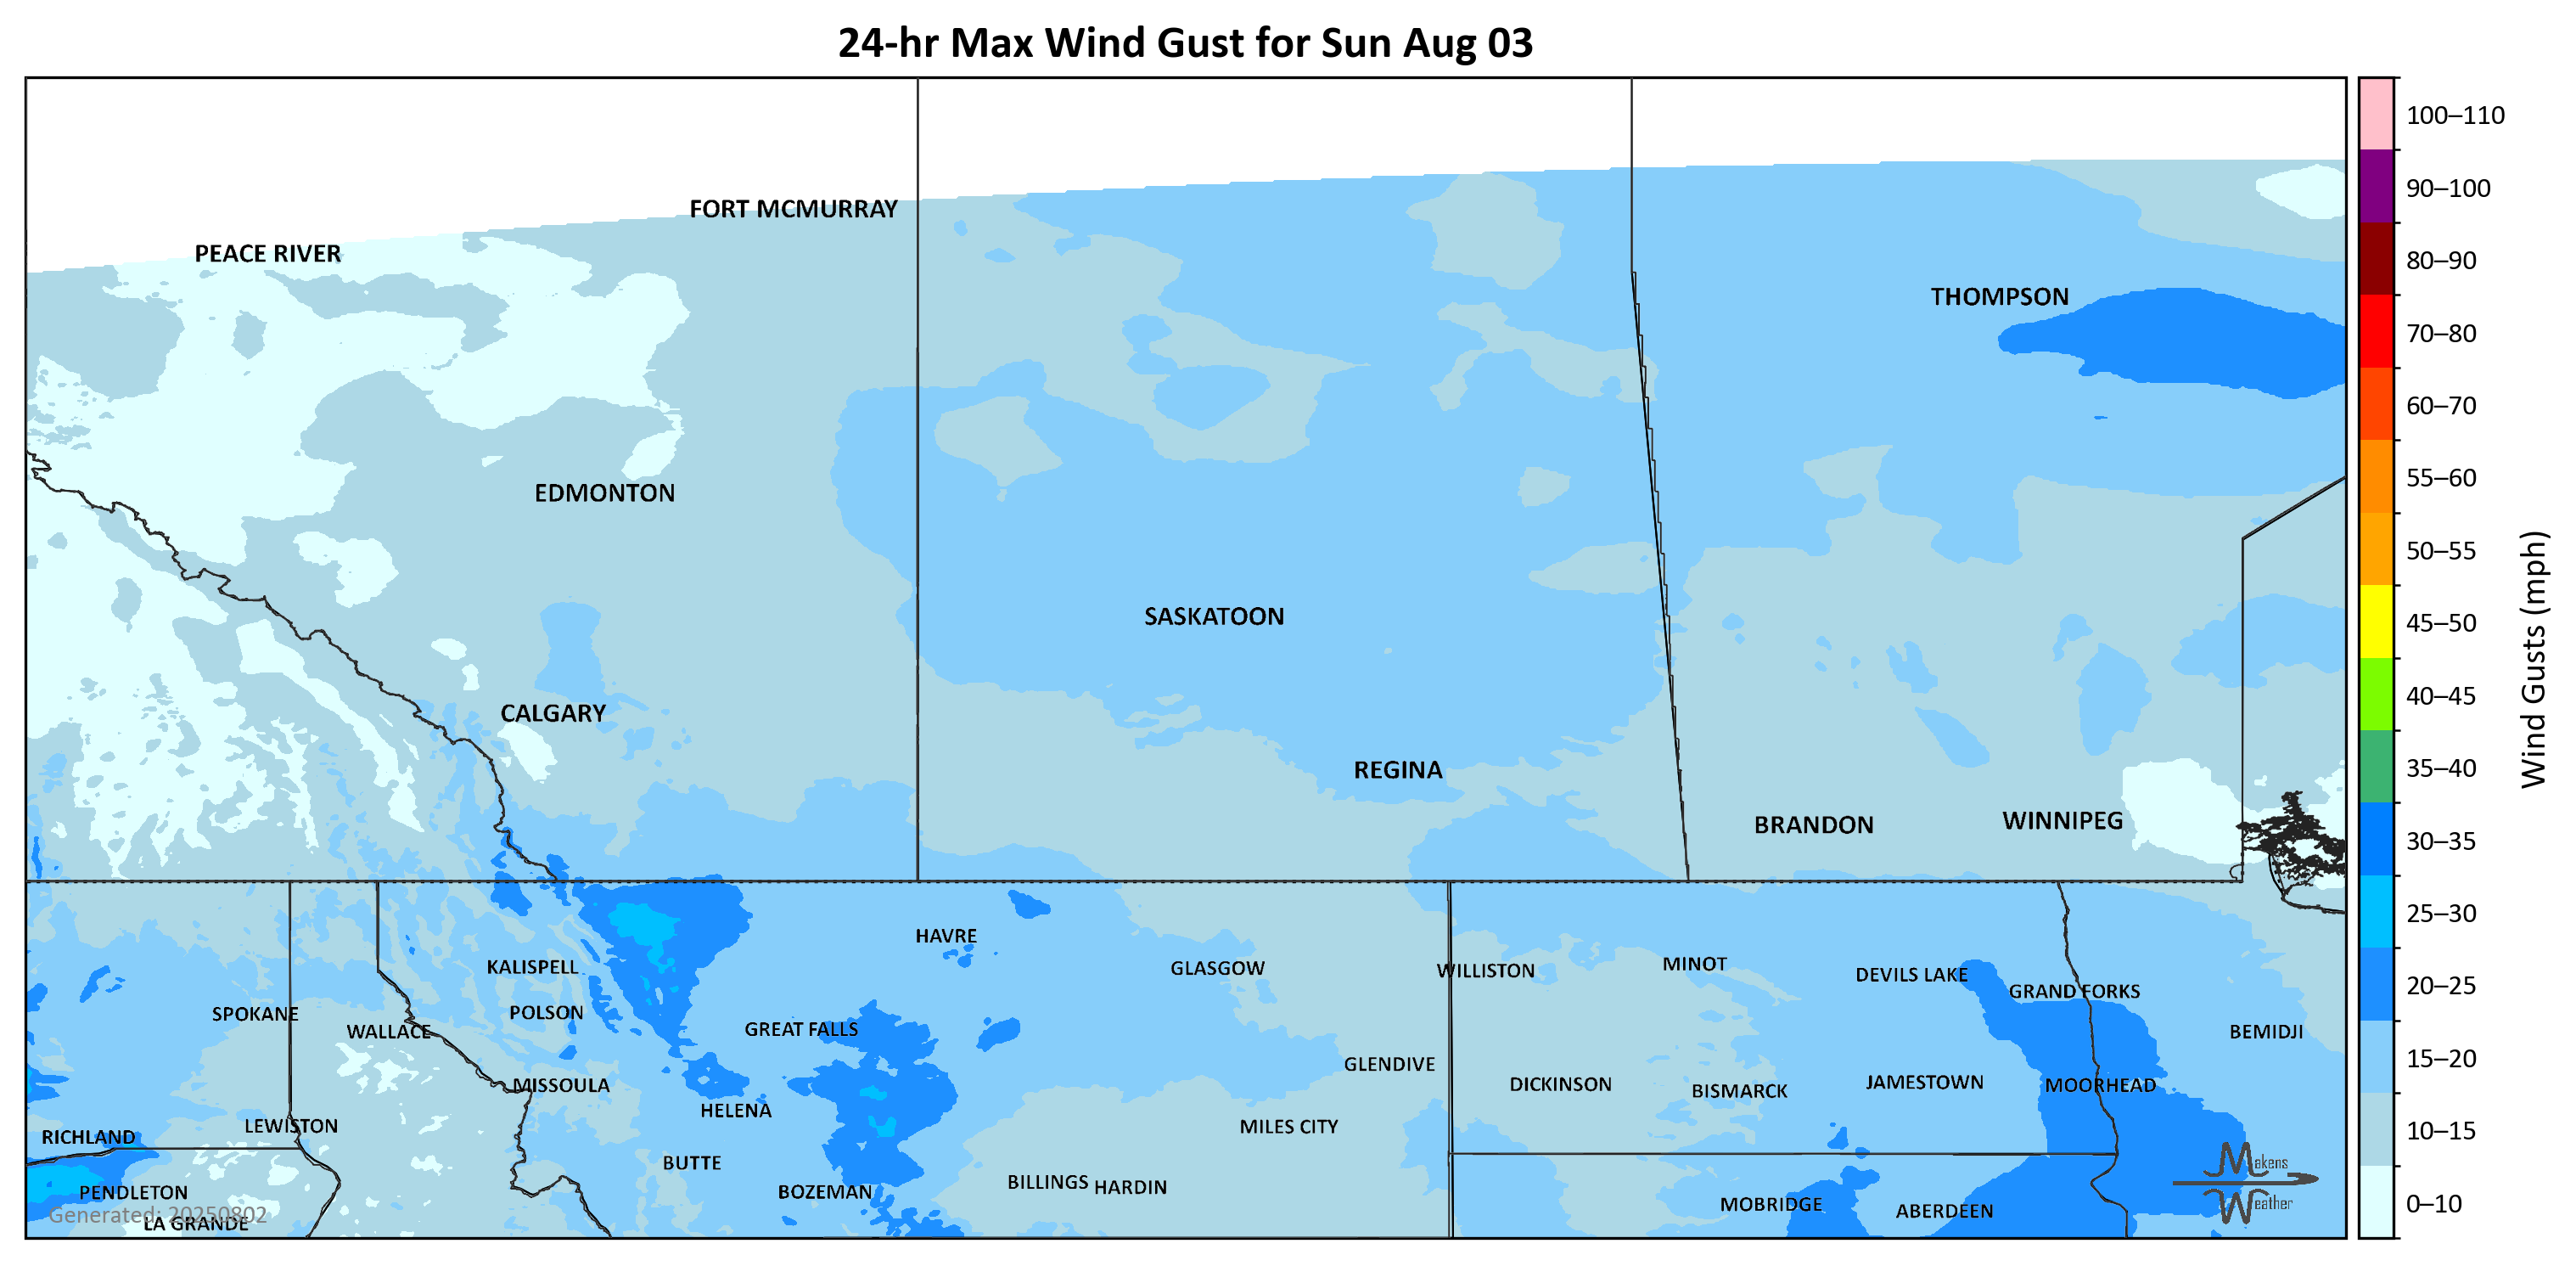 24-hr Max Wind Gust for Sun Aug 03
100–110
FORT MCMURRAY
90–100
PEACE RIVER
80–90
THOMPSON
70–80
60–70
EDMONTON
55–60
50–55
SASKATOON
45–50
Wind Gusts (mph)
CALGARY
40–45
REGINA
35–40
BRANDON
WINNIPEG
30–35
HAVRE
25–30
KALISPELL
GLASGOW
WILLISTON
MINOT
DEVILS LAKE
GRAND FORKS
20–25
SPOKANE
POLSON
WALLACE
GREAT FALLS
BEMIDJI
15–20
GLENDIVE
MISSOULA
DICKINSON
BISMARCK
JAMESTOWN
MOORHEAD
HELENA
LEWISTON
MILES CITY
10–15
RICHLAND
BUTTE
Makens
Weather
PENDLETON
BOZEMAN
BILLINGS
HARDIN
MOBRIDGE
ABERDEEN
0–10
Generated: 20250802
LA GRANDE